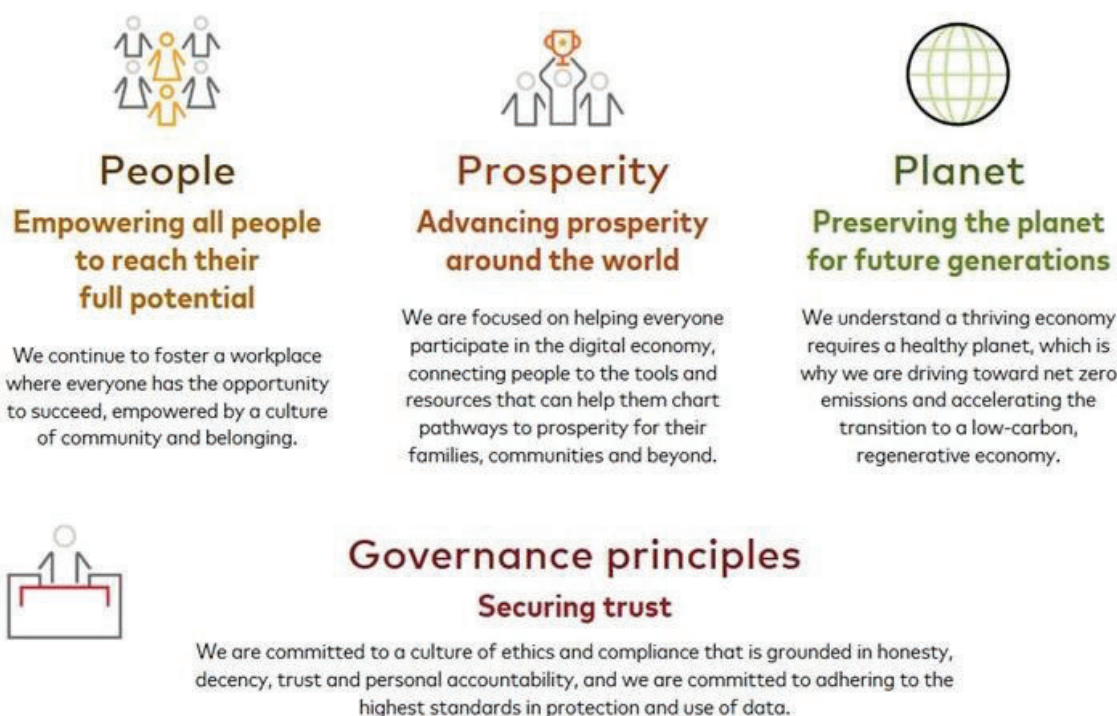 People
Empowering all people
to reach their
full potential
We continue to foster a workplace
where everyone has the opportunity
to succeed, empowered by a culture
of community and belonging.
Prosperity
Advancing prosperity
around the world
We are focused on helping everyone
participate in the digital economy,
connecting people to the tools and
resources that can help them chart
pathways to prosperity for their
families, communities and beyond.
Planet
Preserving the planet
for future generations
We understand a thriving economy
requires a healthy planet, which is
why we are driving toward net zero
emissions and accelerating the
transition to a low-carbon,
regenerative economy.
Governance principles
Securing trust
We are committed to a culture of ethics and compliance that is grounded in honesty,
decency, trust and personal accountability, and we are committed to adhering to the
highest standards in protection and use of data.